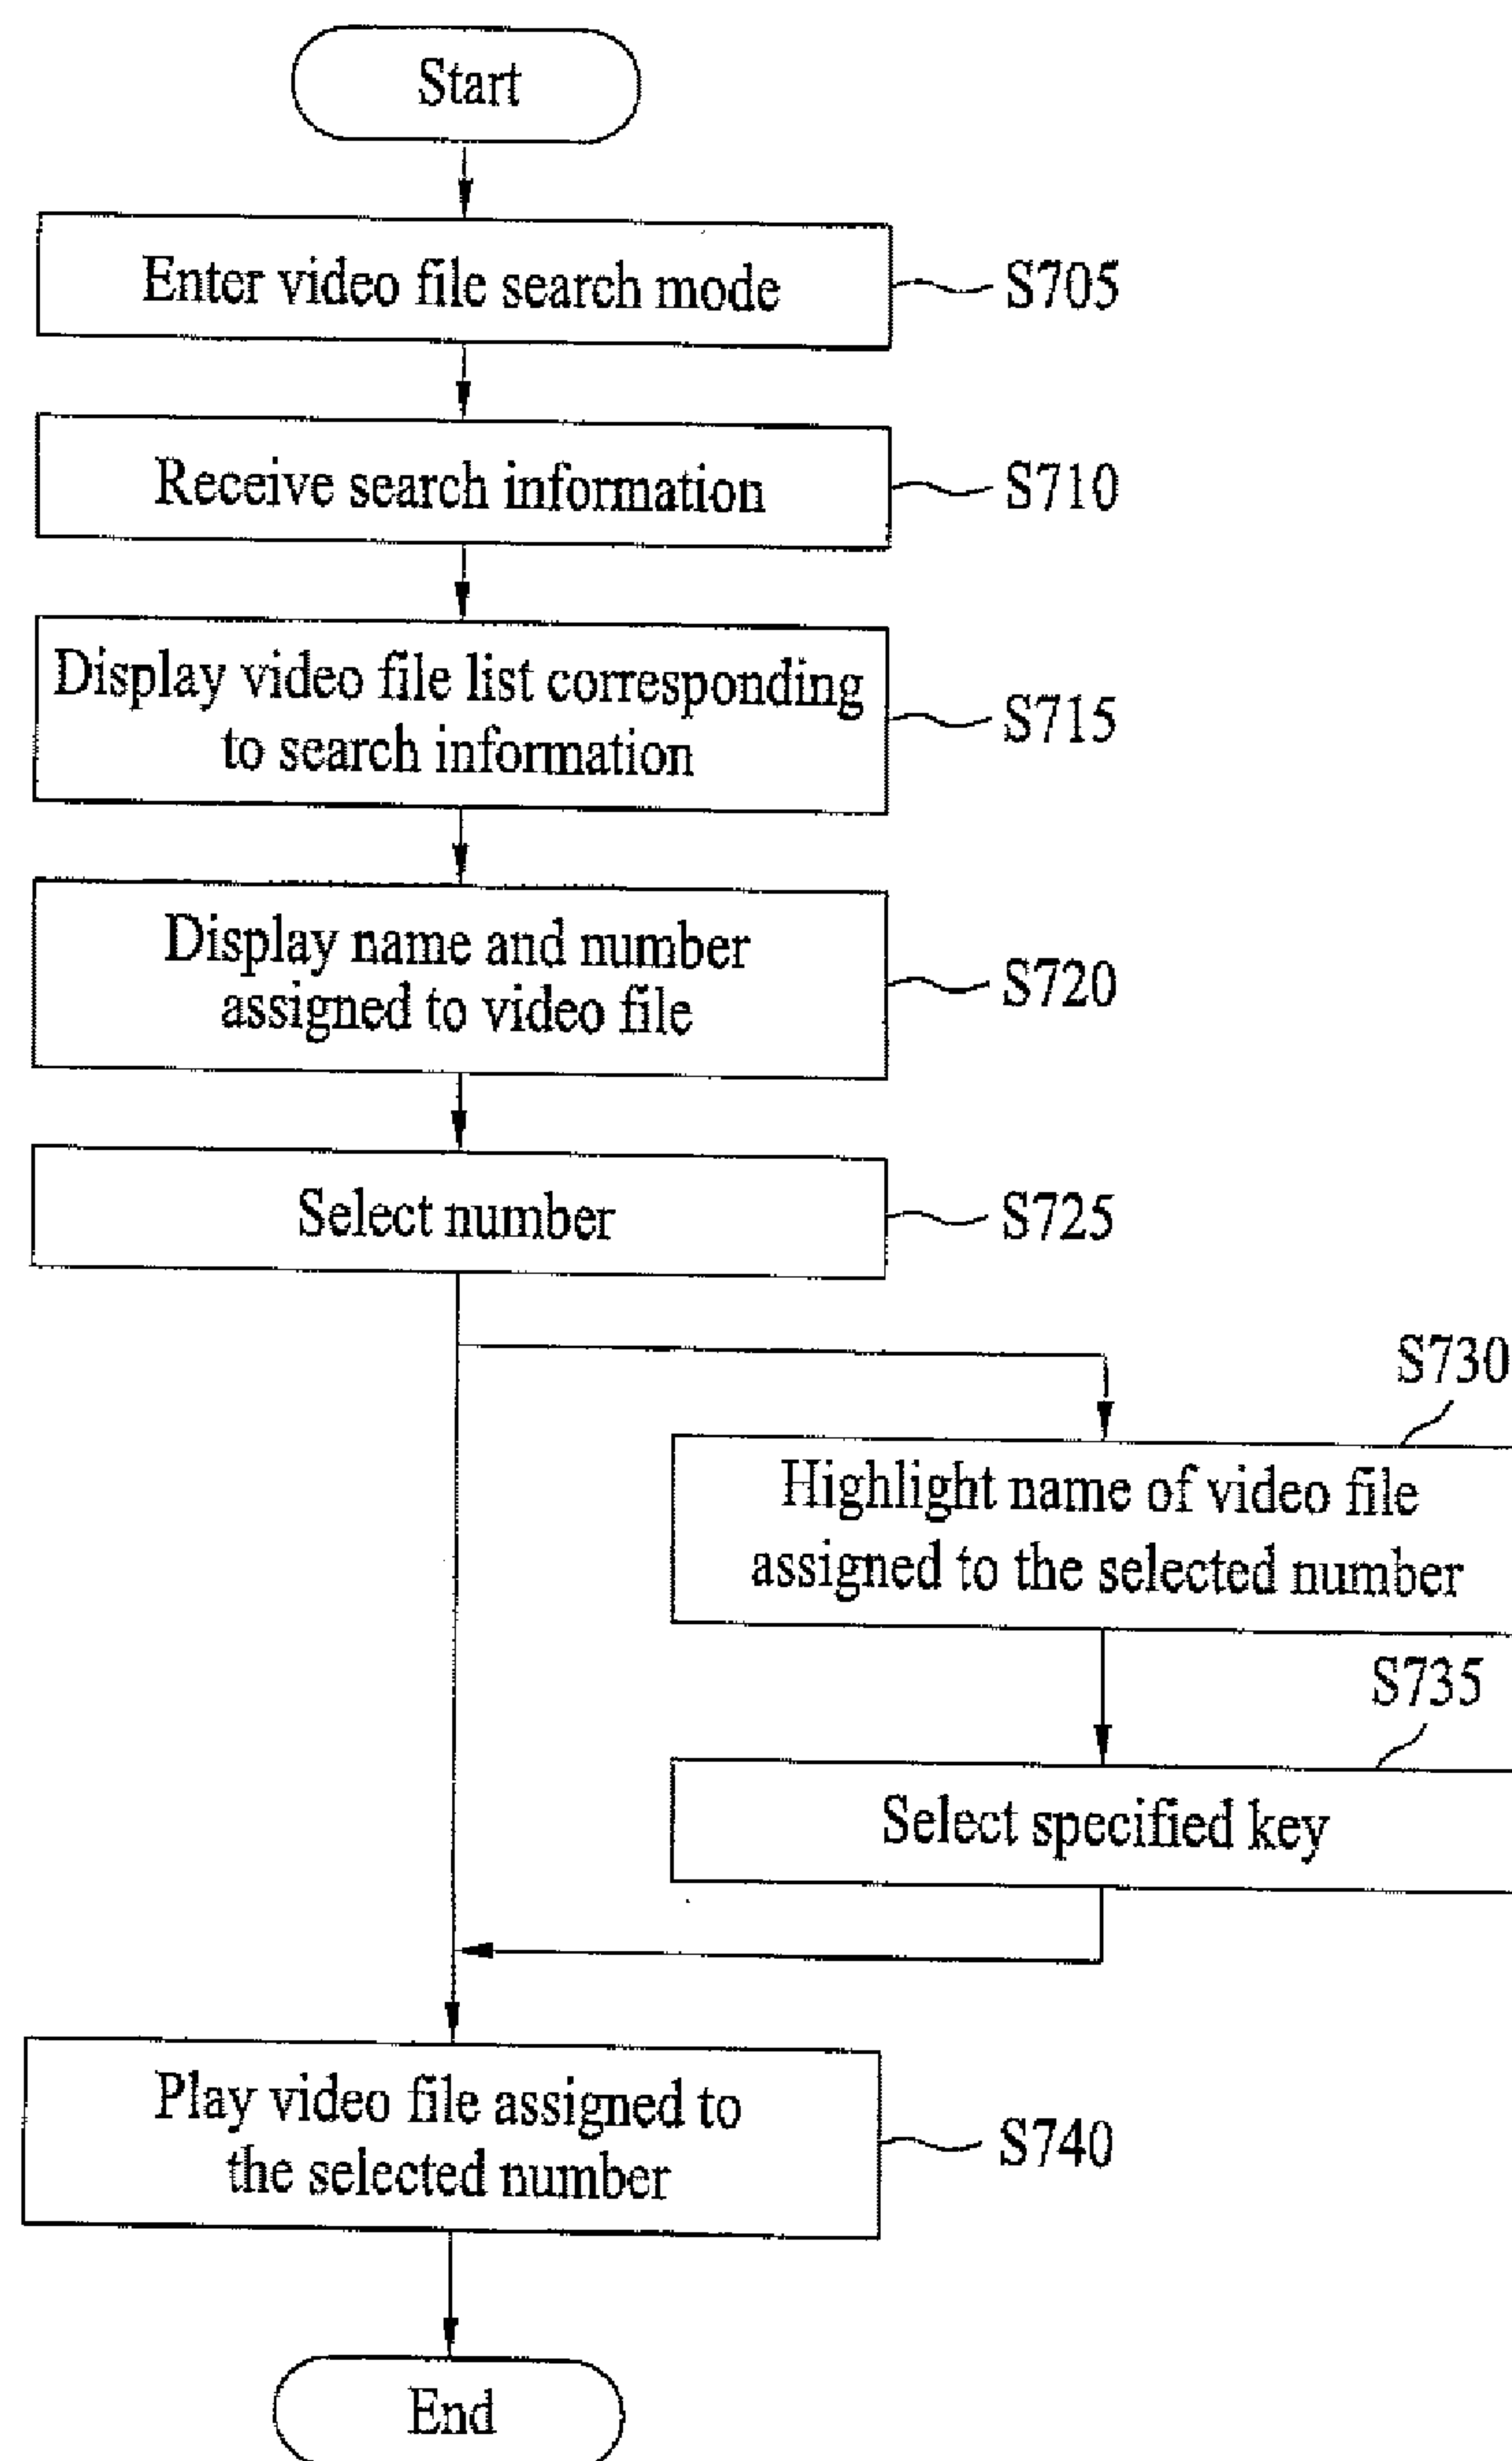 Start
Enter video file search mode
S705
Receive search information
S710
Display video file list corresponding
to search information
S715
Display name and number
assigned to video file
S720
Select number
S725
S730
Highlight name of video file
assigned to the selected number
S735
Select specified key
Play video file assigned to
the selected number
S740
End